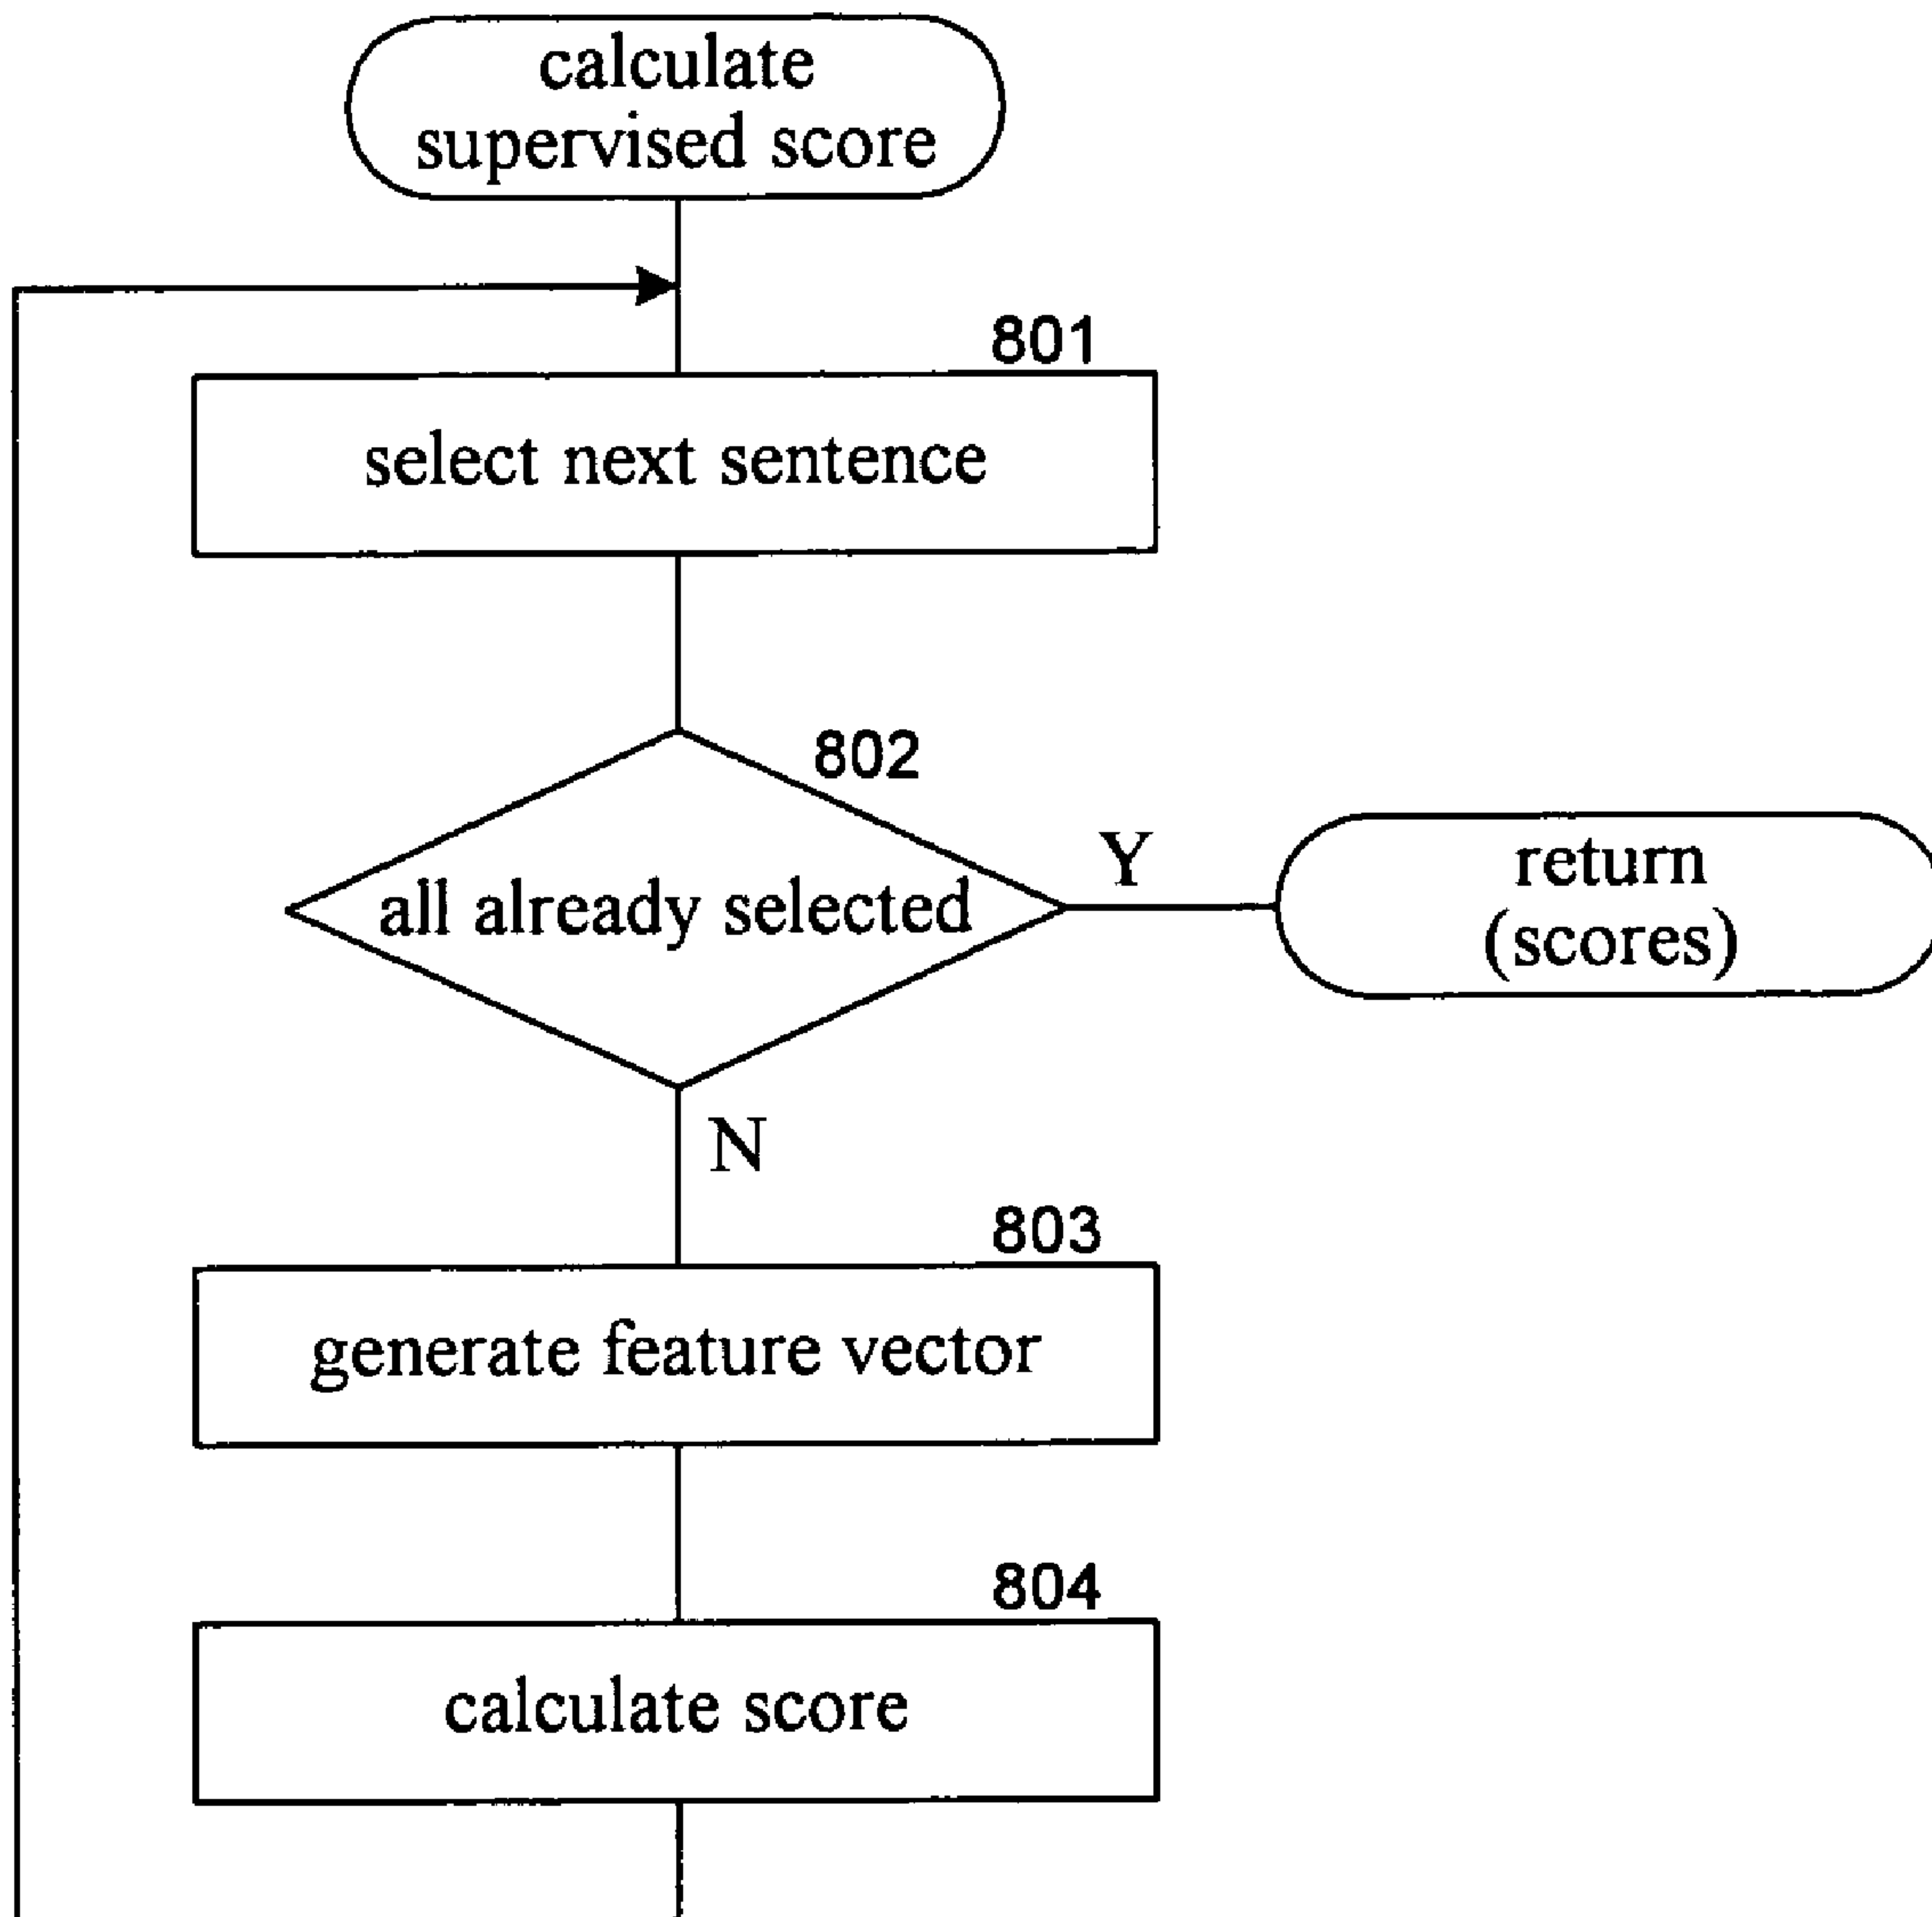 calculate
supervised score
801
select next sentence
802
all already selected
Y
return
(scores)
N
803
generate feature vector
804
calculate score